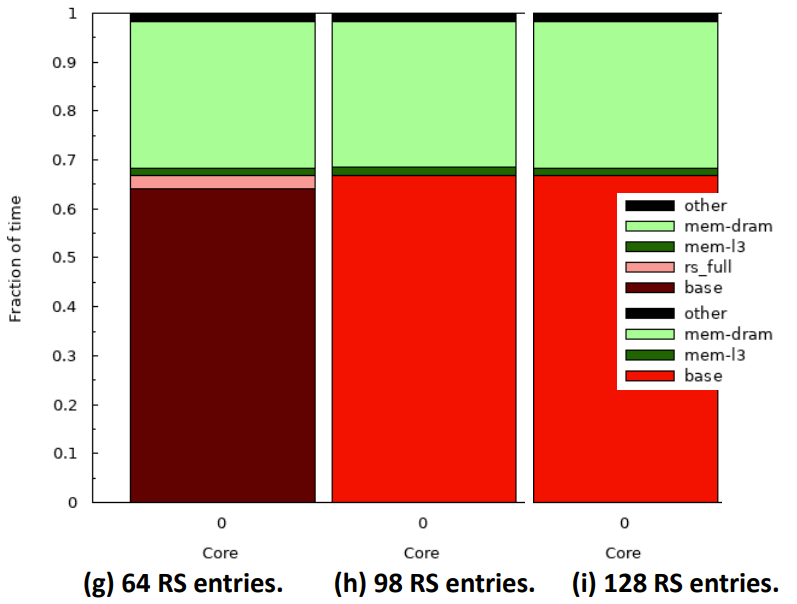 1
0.9
0.8
0.7
0.6
0.5
0.4
0.3
0.2
0.1
0
Fraction of time
other
mem-dram
mem-l3
rs_full
base
other
mem-dram
mem-l3
base
0 0 0
Core Core Core
(g) 64 RS entries. (h) 98 RS entries. (i) 128 RS entries.